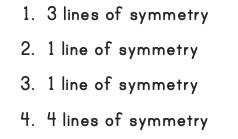 1. 3 lines of symmetry
2. 1 line of symmetry
3. 1 line of symmetry
4. 4 lines of symmetry